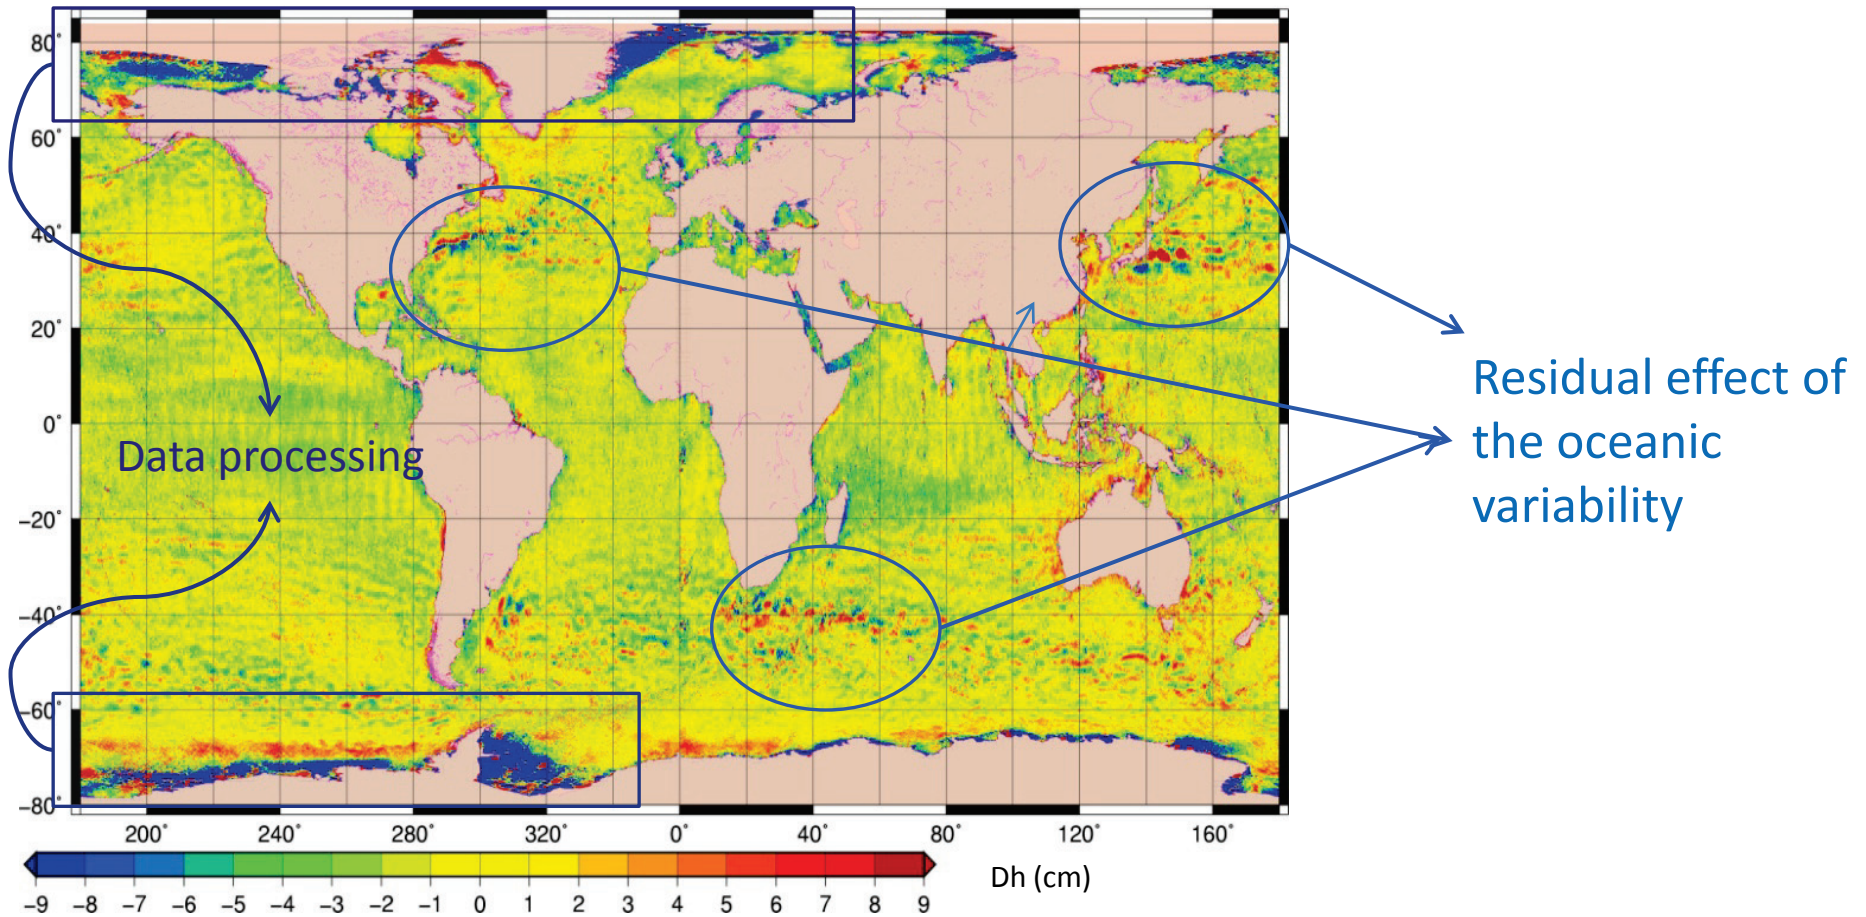 80°
60°
40°
20°
0°
−20°
−40°
−60°
−80°
Data processing
Residual effect of
the oceanic
variability
200° 240° 280° 320° 0° 40° 80° 120° 160°
Dh (cm)
−9 −8 −7 −6 −5 −4 −3 −2 −1 0 1 2 3 4 5 6 7 8 9